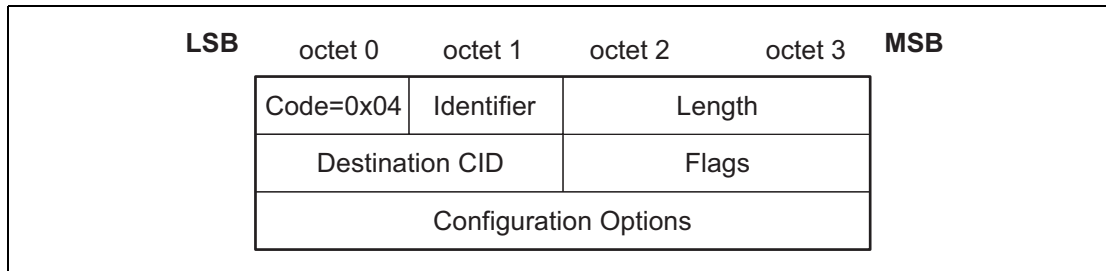 LSB octet 0 octet 1 octet 2 octet 3 MSB
Code=0x04 Identifier Length
Destination CID Flags
Configuration Options